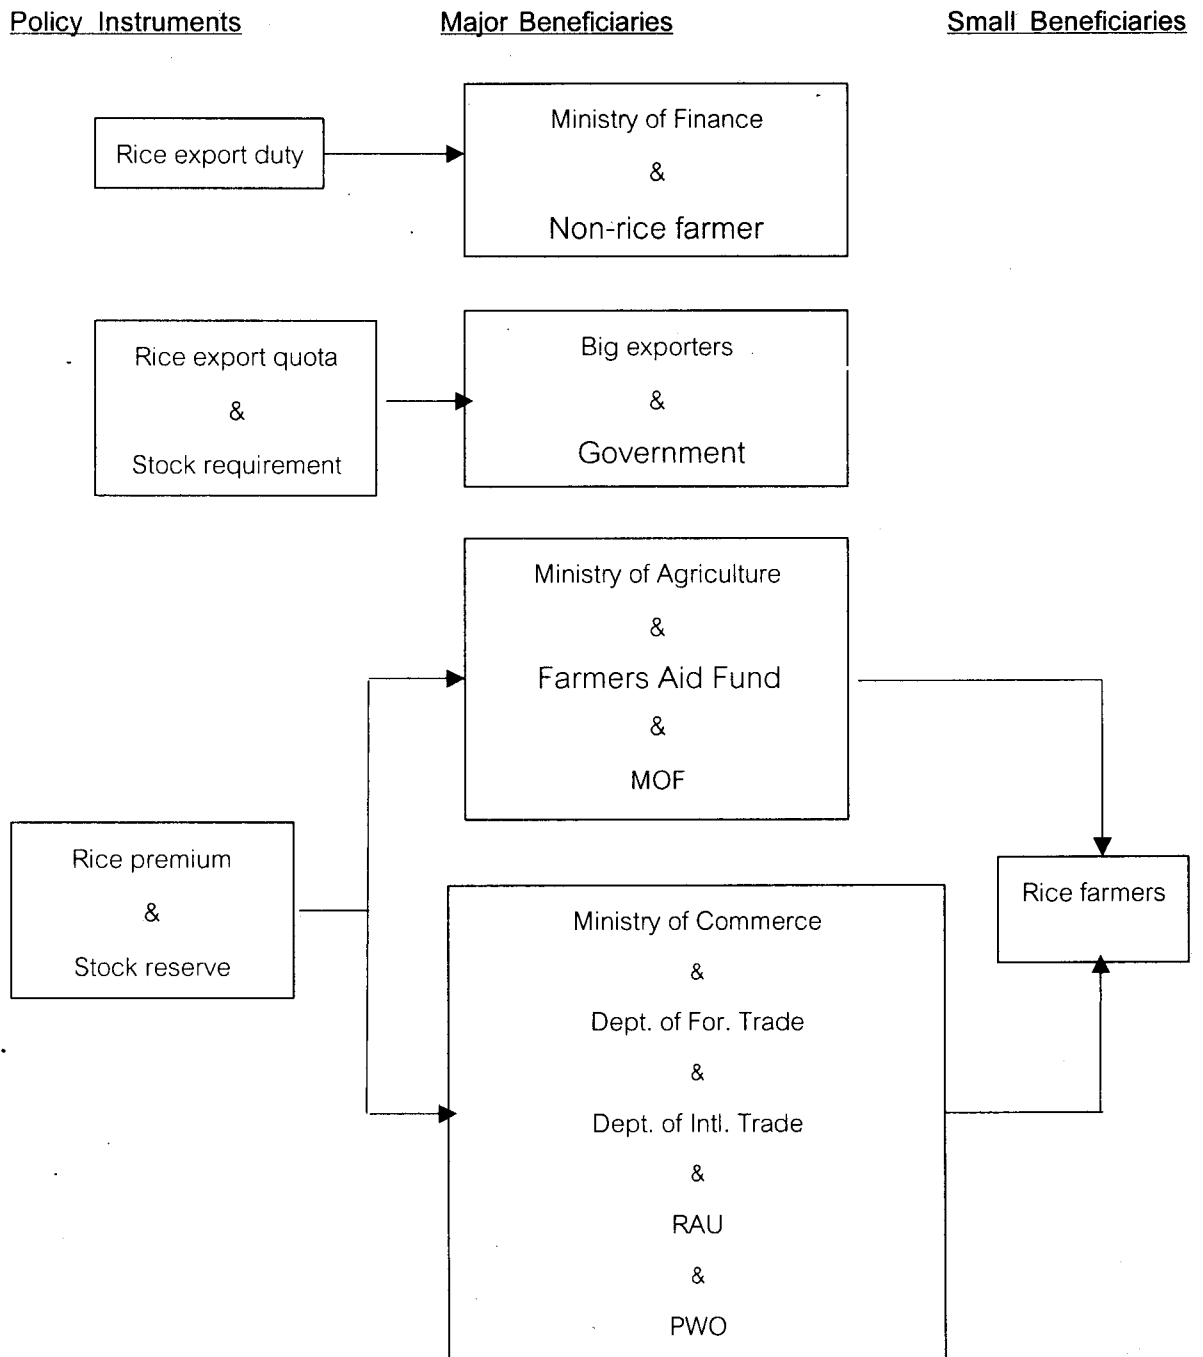 Policy Instruments
Major Beneficiaries
Small Beneficiaries
Rice export duty
Ministry of Finance
&
Non-rice farmer
Rice export quota
&
Stock requirement
Big exporters
&
Government
Ministry of Agriculture
&
Farmers Aid Fund
&
MOF
Rice premium
&
Stock reserve
Ministry of Commerce
&
Dept. of For. Trade
&
Dept. of Intl. Trade
&
RAU
&
PWO
Rice farmers